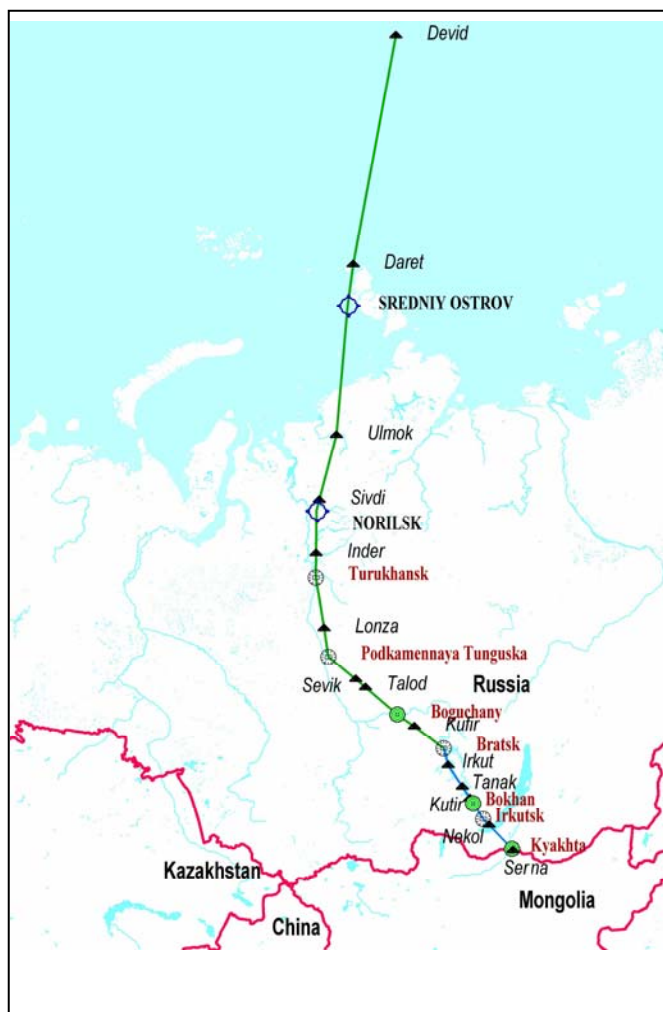 Devid
Daret
SREDNIY OSTROV
Ulmok
Sivdi
NORILSK
Inder
Turukhansk
Lonza
Podkamennaya Tunguska
Sevik
Talod
Russia
Boguchany
Kufir
Bratsk
Irkut
Tanak
Kutir
Bokhan
Irkutsk
Nekol
Kyakhta
Serna
Kazakhstan
Mongolia
China